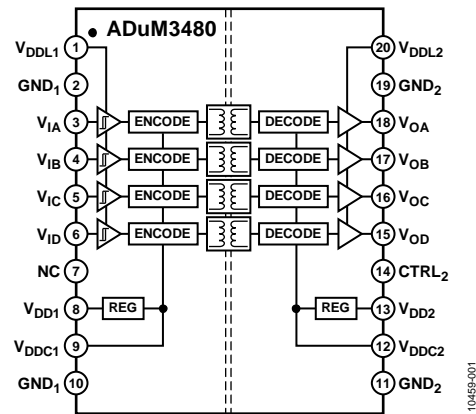 ADuM3480
VDDL1 1
20 VDDL2
GND1 2
19 GND2
VIA 3 ENCODE DECODE 18 VOA
VIB 4 ENCODE DECODE 17 VOB
VIC 5 ENCODE DECODE 16 VOC
VID 6 ENCODE DECODE 15 VOD
NC 7
14 CTRL2
VDD1 8 REG
REG 13 VDD2
VDDC1 9
12 VDDC2
GND1 10
11 GND2
10459-001